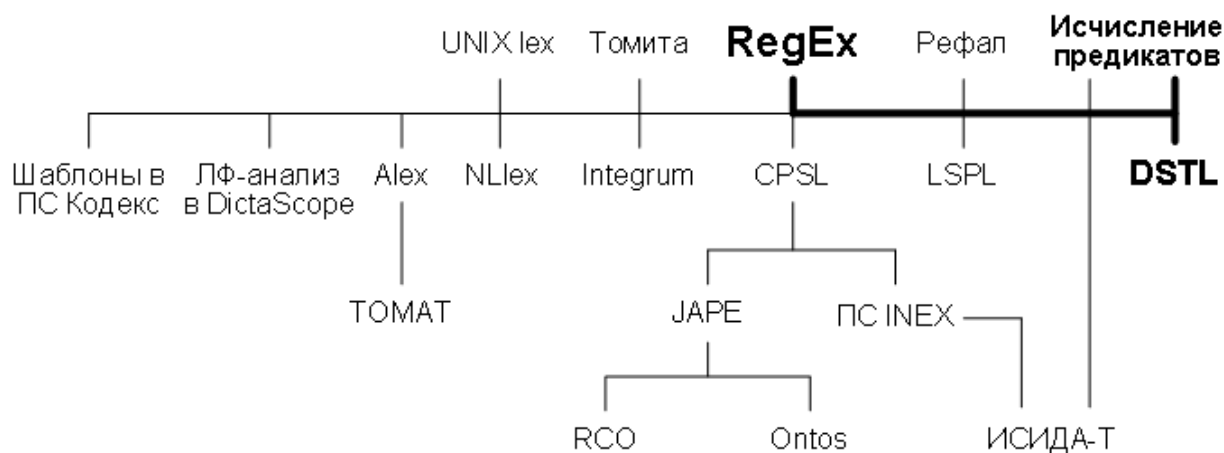 UNIX lex
Томита
RegEx
Рефал
Исчисление
предикатов
Шаблоны в
ПС Кодекс
ЛФ-анализ
в DictaScope
Alex
NLlex
Integrum
CPSL
LSPL
DSTL
ТОМАТ
JAPE
ПС INEX
RCO
Ontos
ИСИДА-Т